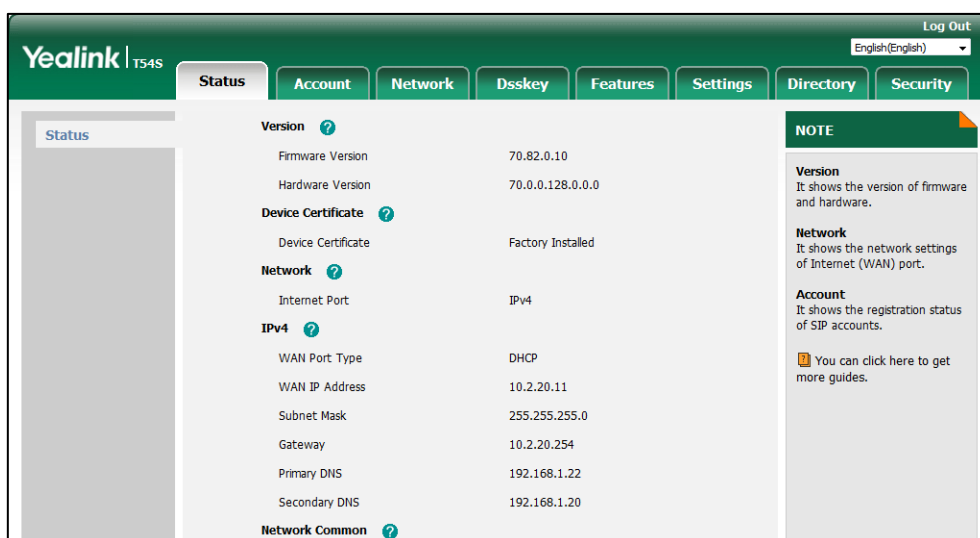 Log Out
English(English)
Yealink T54S
Status Account Network Dsskey Features Settings Directory Security
Status
Version ?
Firmware Version 70.82.0.10
Hardware Version 70.0.0.128.0.0.0
Device Certificate ?
Device Certificate Factory Installed
Network ?
Internet Port IPv4
IPv4 ?
WAN Port Type DHCP
WAN IP Address 10.2.20.11
Subnet Mask 255.255.255.0
Gateway 10.2.20.254
Primary DNS 192.168.1.22
Secondary DNS 192.168.1.20
Network Common ?
NOTE
Version
It shows the version of firmware
and hardware.
Network
It shows the network settings
of Internet (WAN) port.
Account
It shows the registration status
of SIP accounts.
? You can click here to get
more guides.